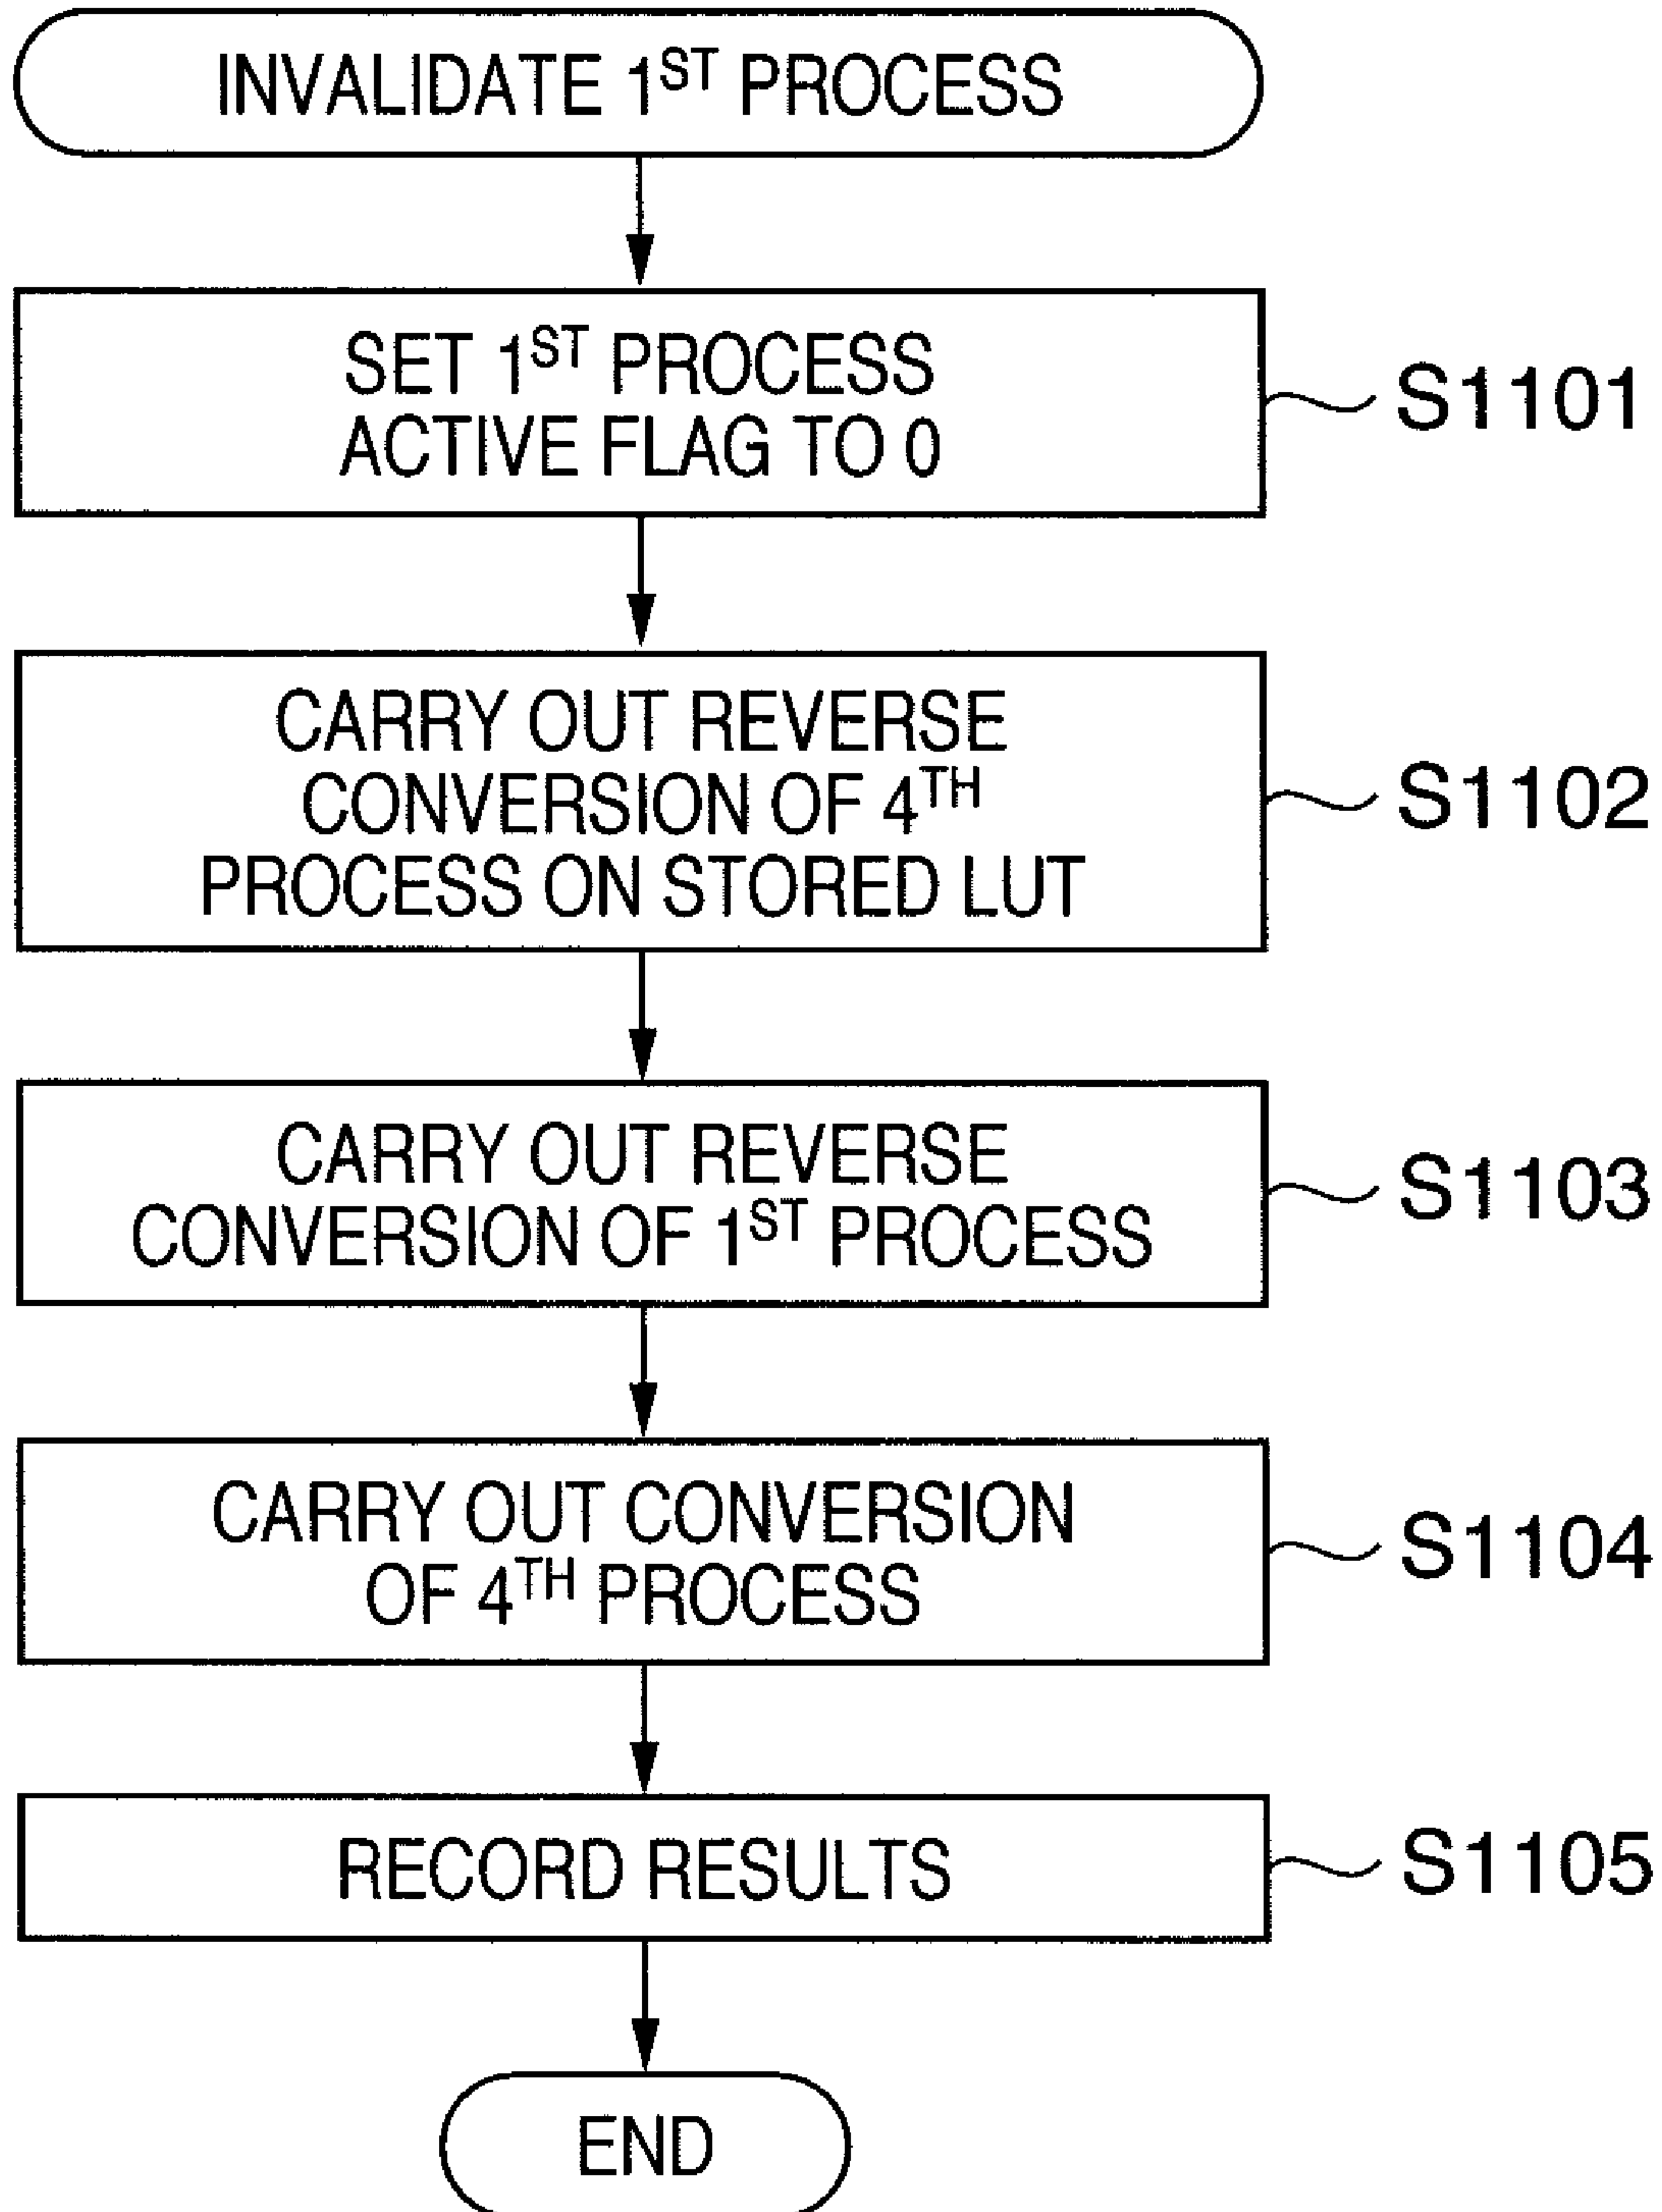 INVALIDATE 1ST PROCESS
SET 1ST PROCESS
ACTIVE FLAG TO 0
S1101
CARRY OUT REVERSE
CONVERSION OF 4TH
PROCESS ON STORED LUT
S1102
CARRY OUT REVERSE
CONVERSION OF 1ST PROCESS
S1103
CARRY OUT CONVERSION
OF 4TH PROCESS
S1104
RECORD RESULTS
S1105
END